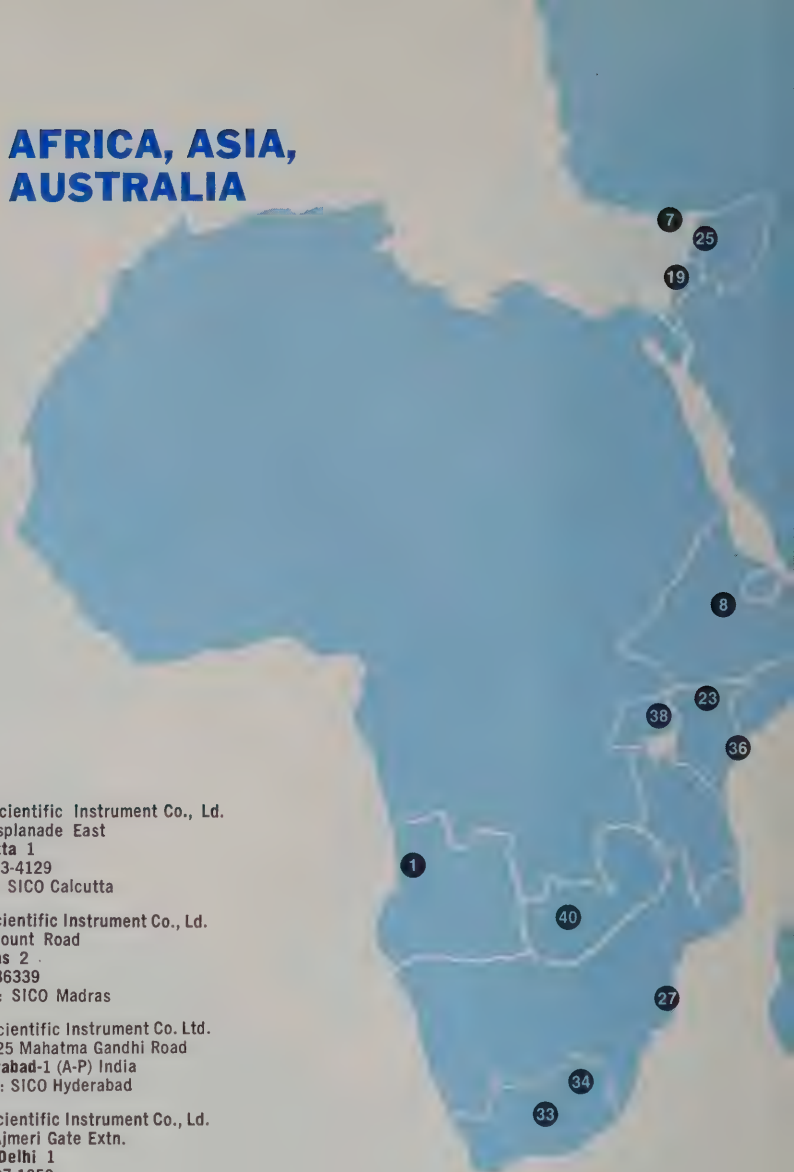 AFRICA, ASIA,
AUSTRALIA
7
25
19
8
23
38
36
1
40
27
34
33
cientific Instrument Co., Ld.
splanade East
tta 1
3-4129
SICO Calcutta
cientific Instrument Co., Ld.
ount Road
s 2
36339
: SICO Madras
cientific Instrument Co. Ltd.
25 Mahatma Gandhi Road
abad-1 (A-P) India
: SICO Hyderabad
cientific Instrument Co., Ld.
jmeri Gate Extn.
Delhi 1